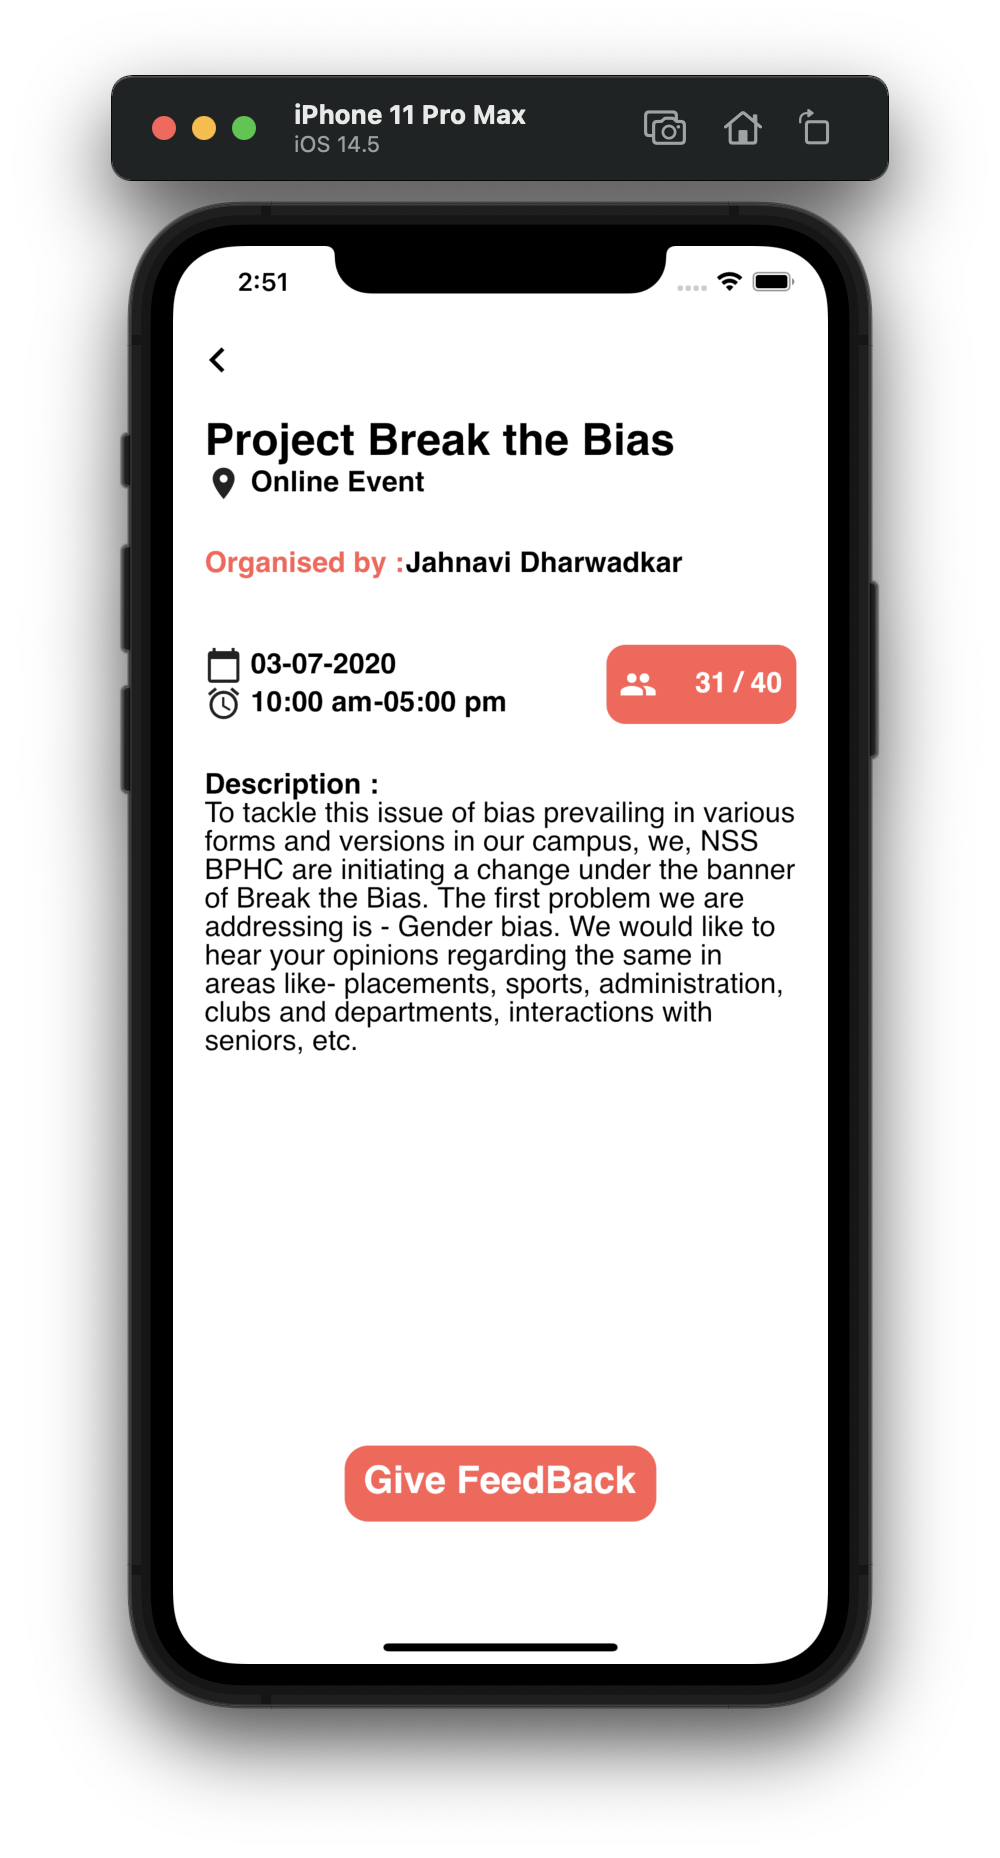 iPhone 11 Pro Max
iOS 14.5
2:51
Project Break the Bias
Online Event
Organised by :Jahnavi Dharwadkar
03-07-2020
10:00 am-05:00 pm
31 / 40
Description :
To tackle this issue of bias prevailing in various
forms and versions in our campus, we, NSS
BPHC are initiating a change under the banner
of Break the Bias. The first problem we are
addressing is - Gender bias. We would like to
hear your opinions regarding the same in
areas like- placements, sports, administration,
clubs and departments, interactions with
seniors, etc.
Give FeedBack